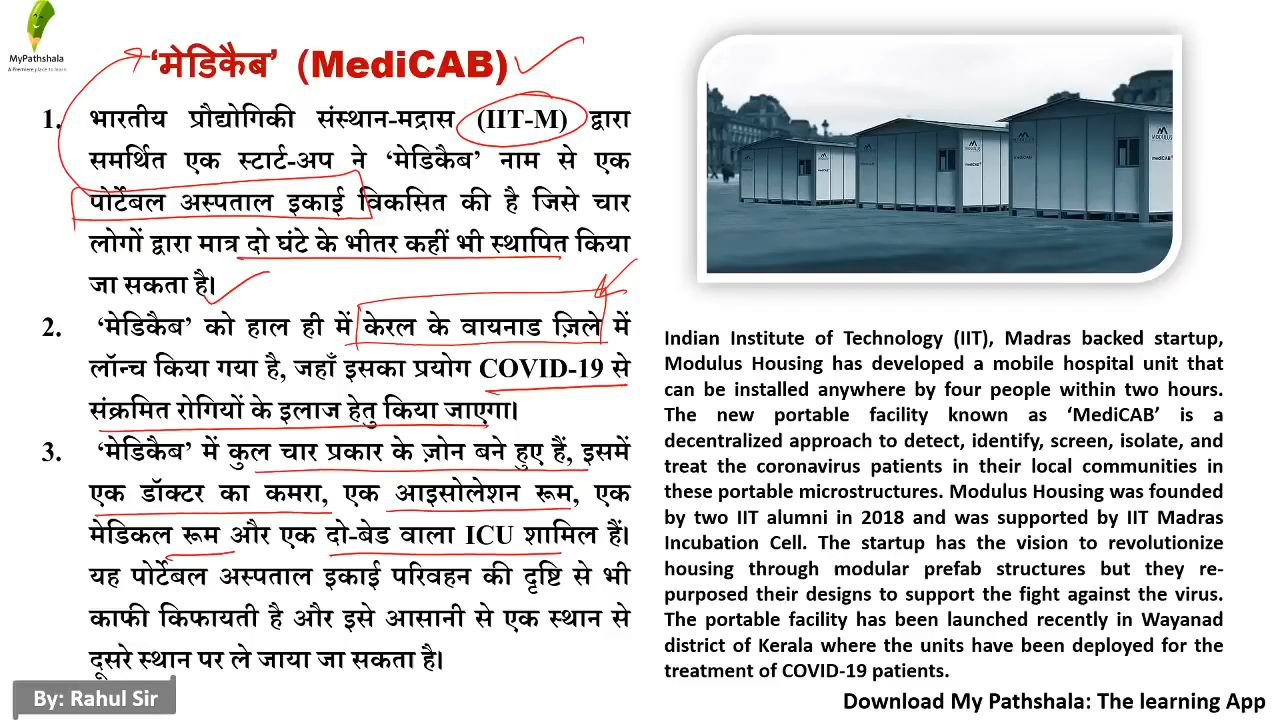 MyPathshala
A Premiere place to learn
‘मेडिकैब’ (MediCAB)
1. भारतीय प्रौद्योगिकी संस्थान-मद्रास (IIT-M) द्वारा
समर्थित एक स्टार्ट-अप ने ‘मेडिकैब’ नाम से एक
पोर्टेबल अस्पताल इकाई विकसित की है जिसे चार
लोगों द्वारा मात्र दो घंटे के भीतर कहीं भी स्थापित किया
जा सकता है।
2. ‘मेडिकैब’ को हाल ही में केरल के वायनाड ज़िले में
लॉन्च किया गया है, जहाँ इसका प्रयोग COVID-19 से
संक्रमित रोगियों के इलाज हेतु किया जाएगा।
3. ‘मेडिकैब’ में कुल चार प्रकार के ज़ोन बने हुए हैं, इसमें
एक डॉक्टर का कमरा, एक आइसोलेशन रूम, एक
मेडिकल रूम और एक दो-बेड वाला ICU शामिल हैं।
यह पोर्टेबल अस्पताल इकाई परिवहन की दृष्टि से भी
काफी किफायती है और इसे आसानी से एक स्थान से
दूसरे स्थान पर ले जाया जा सकता है।
By: Rahul Sir
MODULUS
mediCAB
Indian Institute of Technology (IIT), Madras backed startup,
Modulus Housing has developed a mobile hospital unit that
can be installed anywhere by four people within two hours.
The new portable facility known as ‘MediCAB’ is a
decentralized approach to detect, identify, screen, isolate, and
treat the coronavirus patients in their local communities in
these portable microstructures. Modulus Housing was founded
by two IIT alumni in 2018 and was supported by IIT Madras
Incubation Cell. The startup has the vision to revolutionize
housing through modular prefab structures but they re-
purposed their designs to support the fight against the virus.
The portable facility has been launched recently in Wayanad
district of Kerala where the units have been deployed for the
treatment of COVID-19 patients.
Download My Pathshala: The learning App